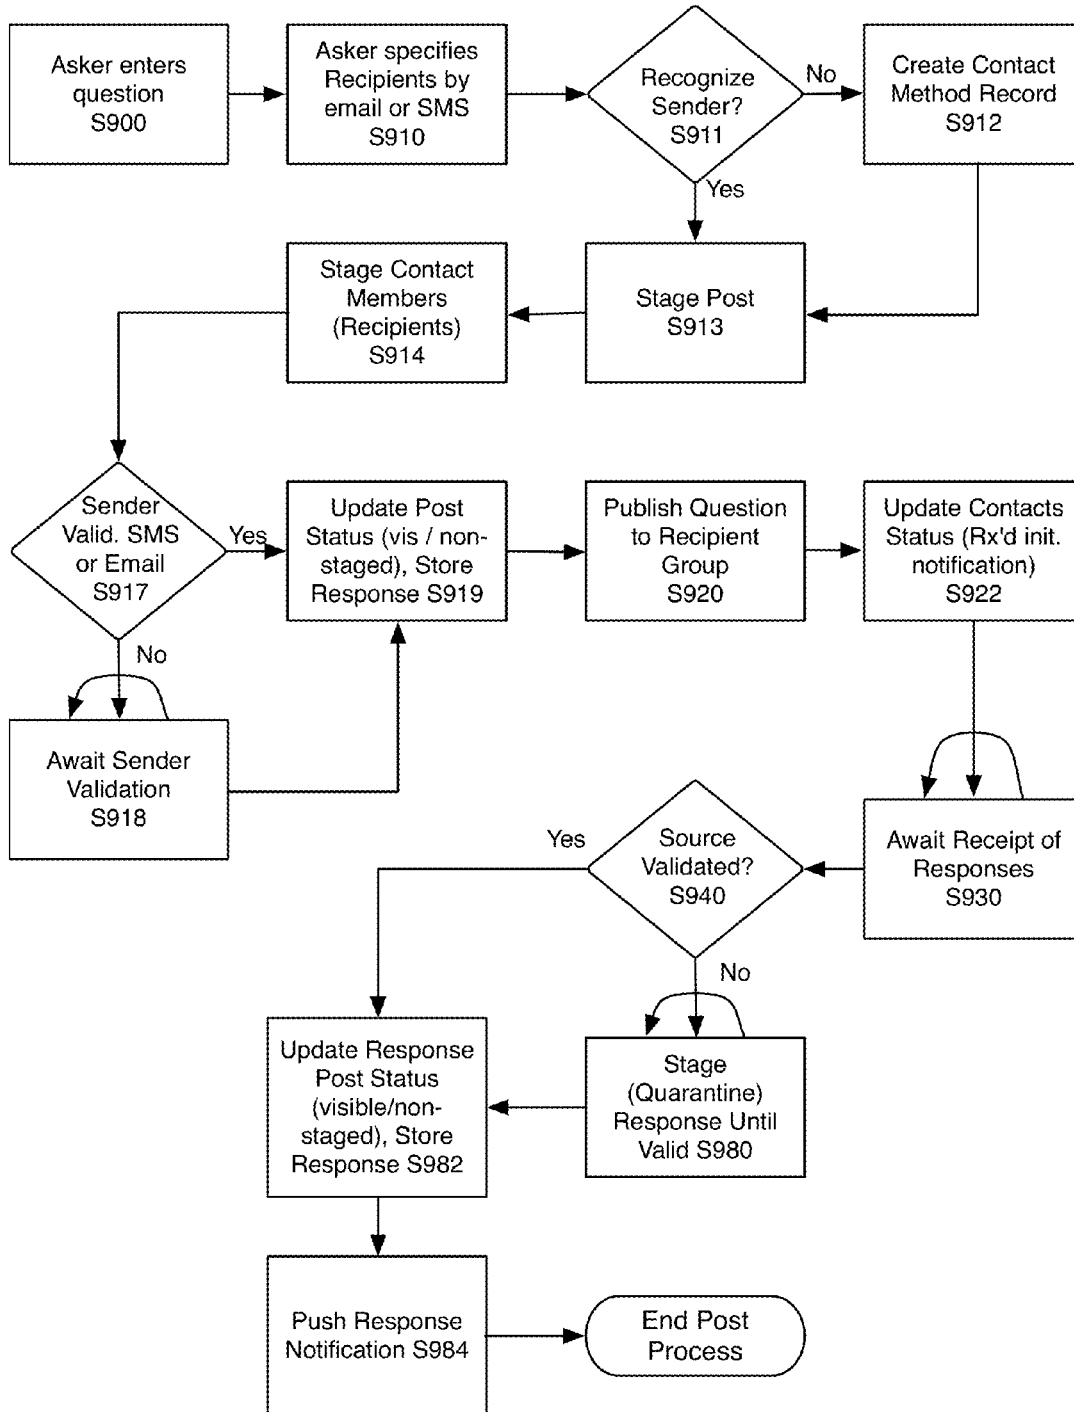 Asker enters
question
S900
Asker specifies
Recipients by
email or SMS
S910
Recognize
Sender?
S911
No
Create Contact
Method Record
S912
Yes
Stage Contact
Members
(Recipients)
S914
Stage Post
S913
Sender
Valid. SMS
or Email
S917
Yes
Update Post
Status (vis / non-
staged), Store
Response S919
Publish Question
to Recipient
Group
S920
Update Contacts
Status (Rx'd init.
notification)
S922
No
Await Sender
Validation
S918
Yes
Source
Validated?
S940
Await Receipt of
Responses
S930
No
Update Response
Post Status
(visible/non-
staged), Store
Response S982
Stage
(Quarantine)
Response Until
Valid S980
Push Response
Notification S984
End Post
Process